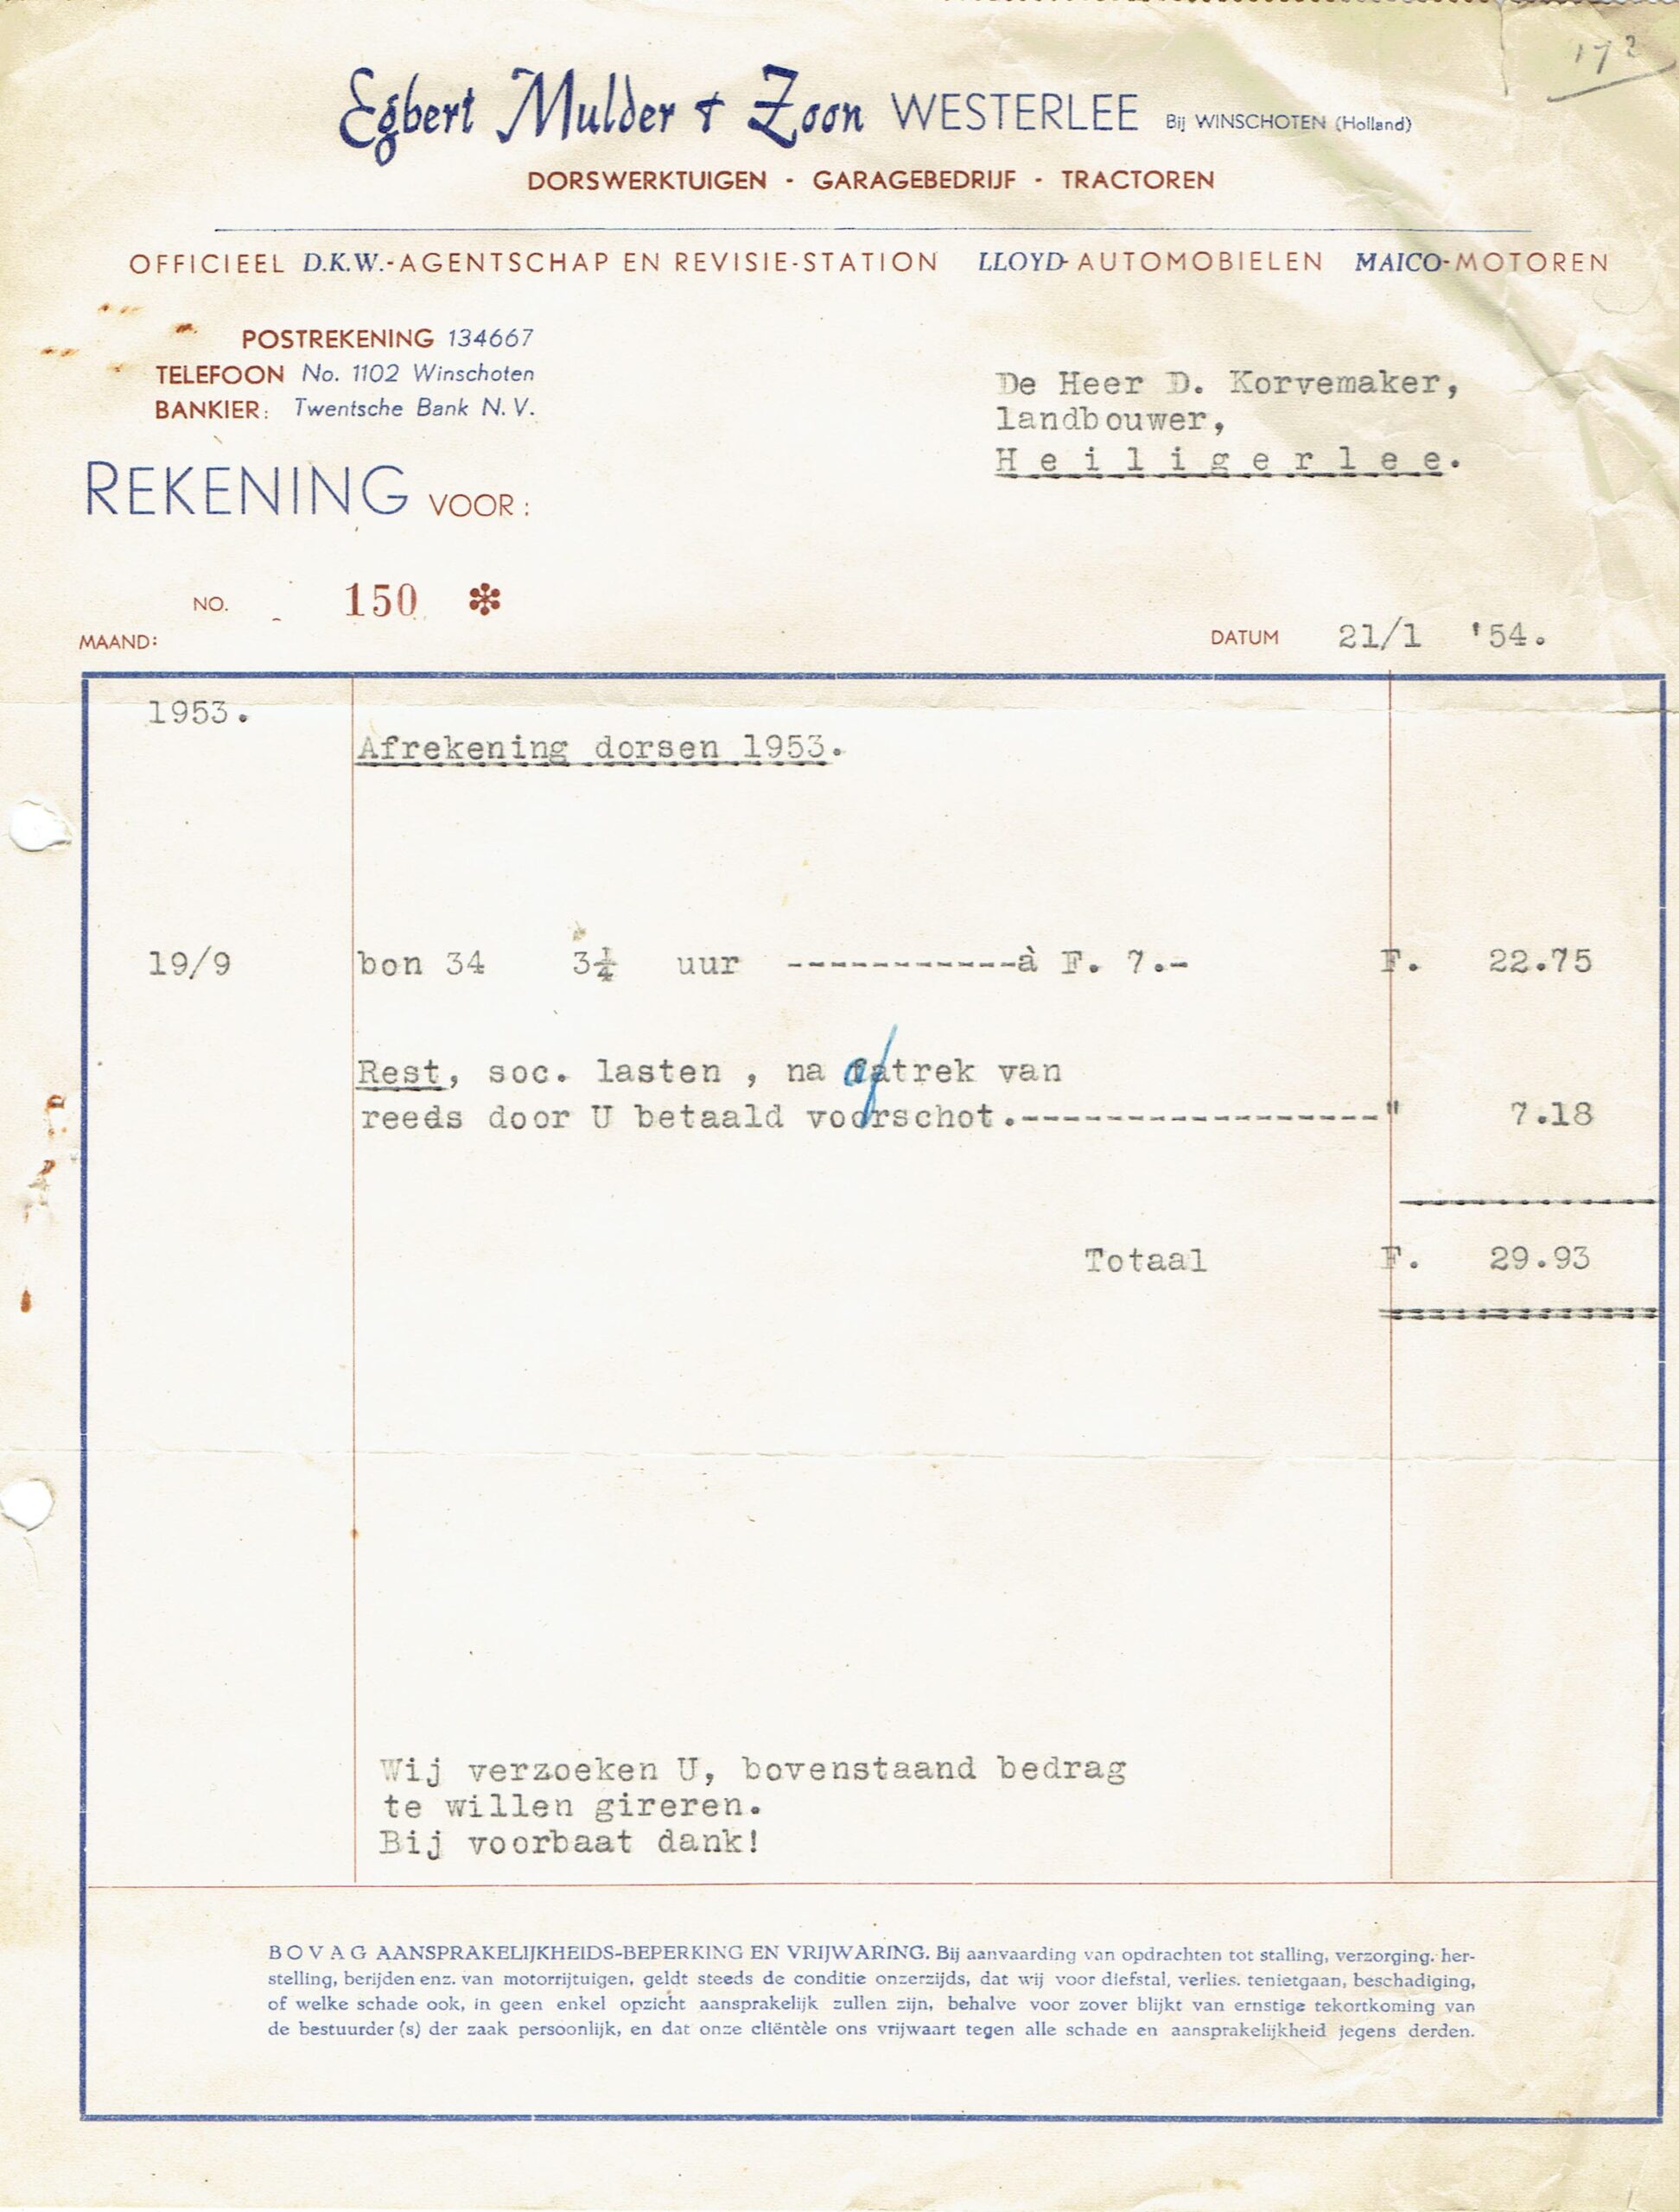 172
Egbert Mulder & Zoon WESTERLEE Bij WINSCHOTEN (Holland)
DORSWERKTUIGEN - GARAGEBEDRIJF - TRACTOREN
OFFICIEEL D.K.W.-AGENTSCHAP EN REVISIE-STATION LLOYD-AUTOMOBIELEN MAICO-MOTOREN
POSTREKENING 134667
TELEFOON No. 1102 Winschoten
BANKIER: Twentsche Bank N.V.
De Heer D. Korvemaker,
landbouwer,
Heiligerlee.
REKENING VOOR:
NO. 150 ✻
MAAND:
DATUM 21/1 '54.
1953.
Afrekening dorsen 1953.
19/9 bon 34 3¼ uur -----------à F. 7.- F. 22.75
Rest, soc. lasten , na aftrek van
reeds door U betaald voorschot.------------------" 7.18
Totaal F. 29.93
Wij verzoeken U, bovenstaand bedrag
te willen gireren.
Bij voorbaat dank!
BOVAG AANSPRAKELIJKHEIDS-BEPERKING EN VRIJWARING. Bij aanvaarding van opdrachten tot stalling, verzorging. her-
stelling, berijden enz. van motorrijtuigen, geldt steeds de conditie onzerzijds, dat wij voor diefstal, verlies. tenietgaan, beschadiging,
of welke schade ook, in geen enkel opzicht aansprakelijk zullen zijn, behalve voor zover blijkt van ernstige tekortkoming van
de bestuurder (s) der zaak persoonlijk, en dat onze cliëntèle ons vrijwaart tegen alle schade en aansprakelijkheid jegens derden.